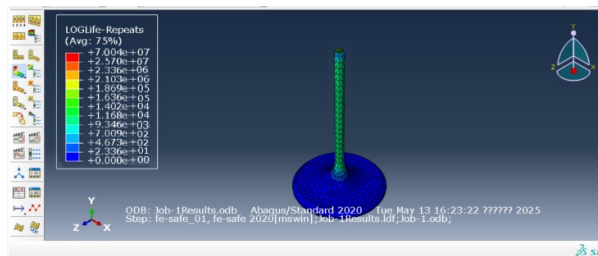 LOGLife-Repeats
(Avg: 75%)
+7.004e+07
+2.570e+07
+2.336e+06
+2.103e+06
+1.869e+05
+1.636e+05
+1.402e+04
+1.168e+04
+9.346e+03
+7.009e+02
+4.673e+02
+2.336e+01
+0.000e+00
Y
Z
X
Y
Z X
ODB: Job-1Results.odb Abaqus/Standard 2020 Tue May 13 16:23:22 ?????? 2025
Step: fe-safe_01, fe-safe 2020[mswin];Job-1Results.ldf;Job-1.odb;